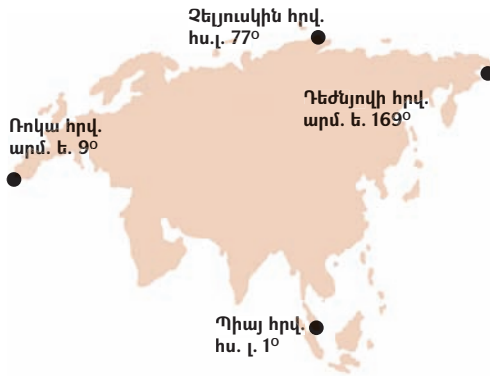 Չելյուսկին հրվ.
հս.լ. 77⁰
Դեժնյովի հրվ.
արմ. ե. 169⁰
Ռոկա հրվ.
արմ. ե. 9⁰
Պիայ հրվ.
հս. լ. 1⁰